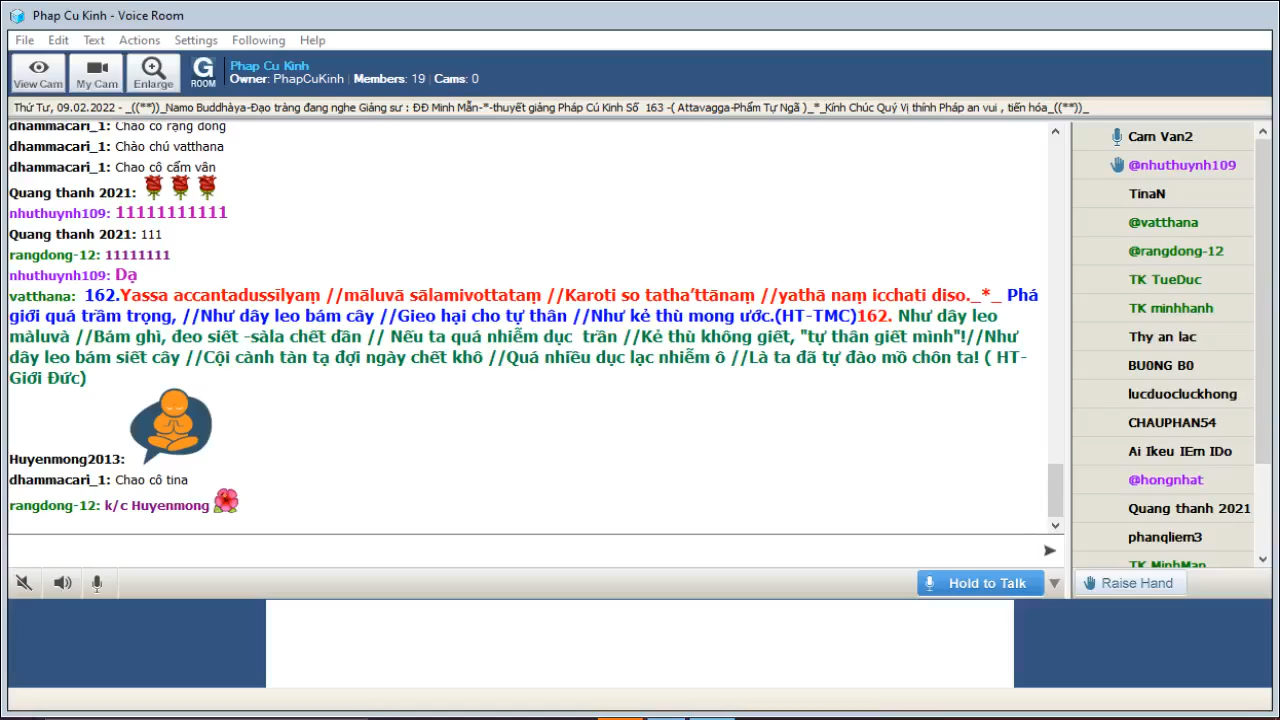 Phap Cu Kinh - Voice Room
File Edit Text Actions Settings Following Help
View Cam My Cam Enlarge G ROOM
Phap Cu Kinh
Owner: PhapCuKinh Members: 19 Cams: 0
Thứ Tư, 09.02.2022 - _((**))_Namo Buddhàya-Đạo tràng đang nghe Giảng sư : ĐĐ Minh Mẫn-*-thuyết giảng Pháp Cú Kinh Số 163 -( Attavagga-Phẩm Tự Ngã )_*_Kính Chúc Quý Vị thính Pháp an vui , tiến hóa_((**))_
dhammacari_1: Chao cô rạng đông
dhammacari_1: Chào chú vatthana
dhammacari_1: Chao cô cẩm vân
Quang thanh 2021:
nhuthuynh109: 11111111111
Quang thanh 2021: 111
rangdong-12: 11111111
nhuthuynh109: Dạ
vatthana: 162.Yassa accantadussīlyaṃ //māluvā sālamivottataṃ //Karoti so tatha’ttānaṃ //yathā naṃ icchati diso._*_ Phá
giới quá trầm trọng, //Như dây leo bám cây //Gieo hại cho tự thân //Như kẻ thù mong ước.(HT-TMC)162. Như dây leo
màluvà //Bám ghì, đeo siết -sàla chết dần // Nếu ta quá nhiễm dục trần //Kẻ thù không giết, "tự thân giết mình"!//Như
dây leo bám siết cây //Cội cành tàn tạ đợi ngày chết khô //Quá nhiều dục lạc nhiễm ô //Là ta đã tự đào mồ chôn ta! ( HT-
Giới Đức)
Huyenmong2013:
dhammacari_1: Chao cô tina
rangdong-12: k/c Huyenmong
Cam Van2
@nhuthuynh109
TinaN
@vatthana
@rangdong-12
TK TueDuc
TK minhhanh
Thy an lac
BU0NG B0
lucduocluckhong
CHAUPHAN54
Ai Ikeu IEm IDo
@hongnhat
Quang thanh 2021
phanqliem3
TK MinhMan
Hold to Talk
Raise Hand